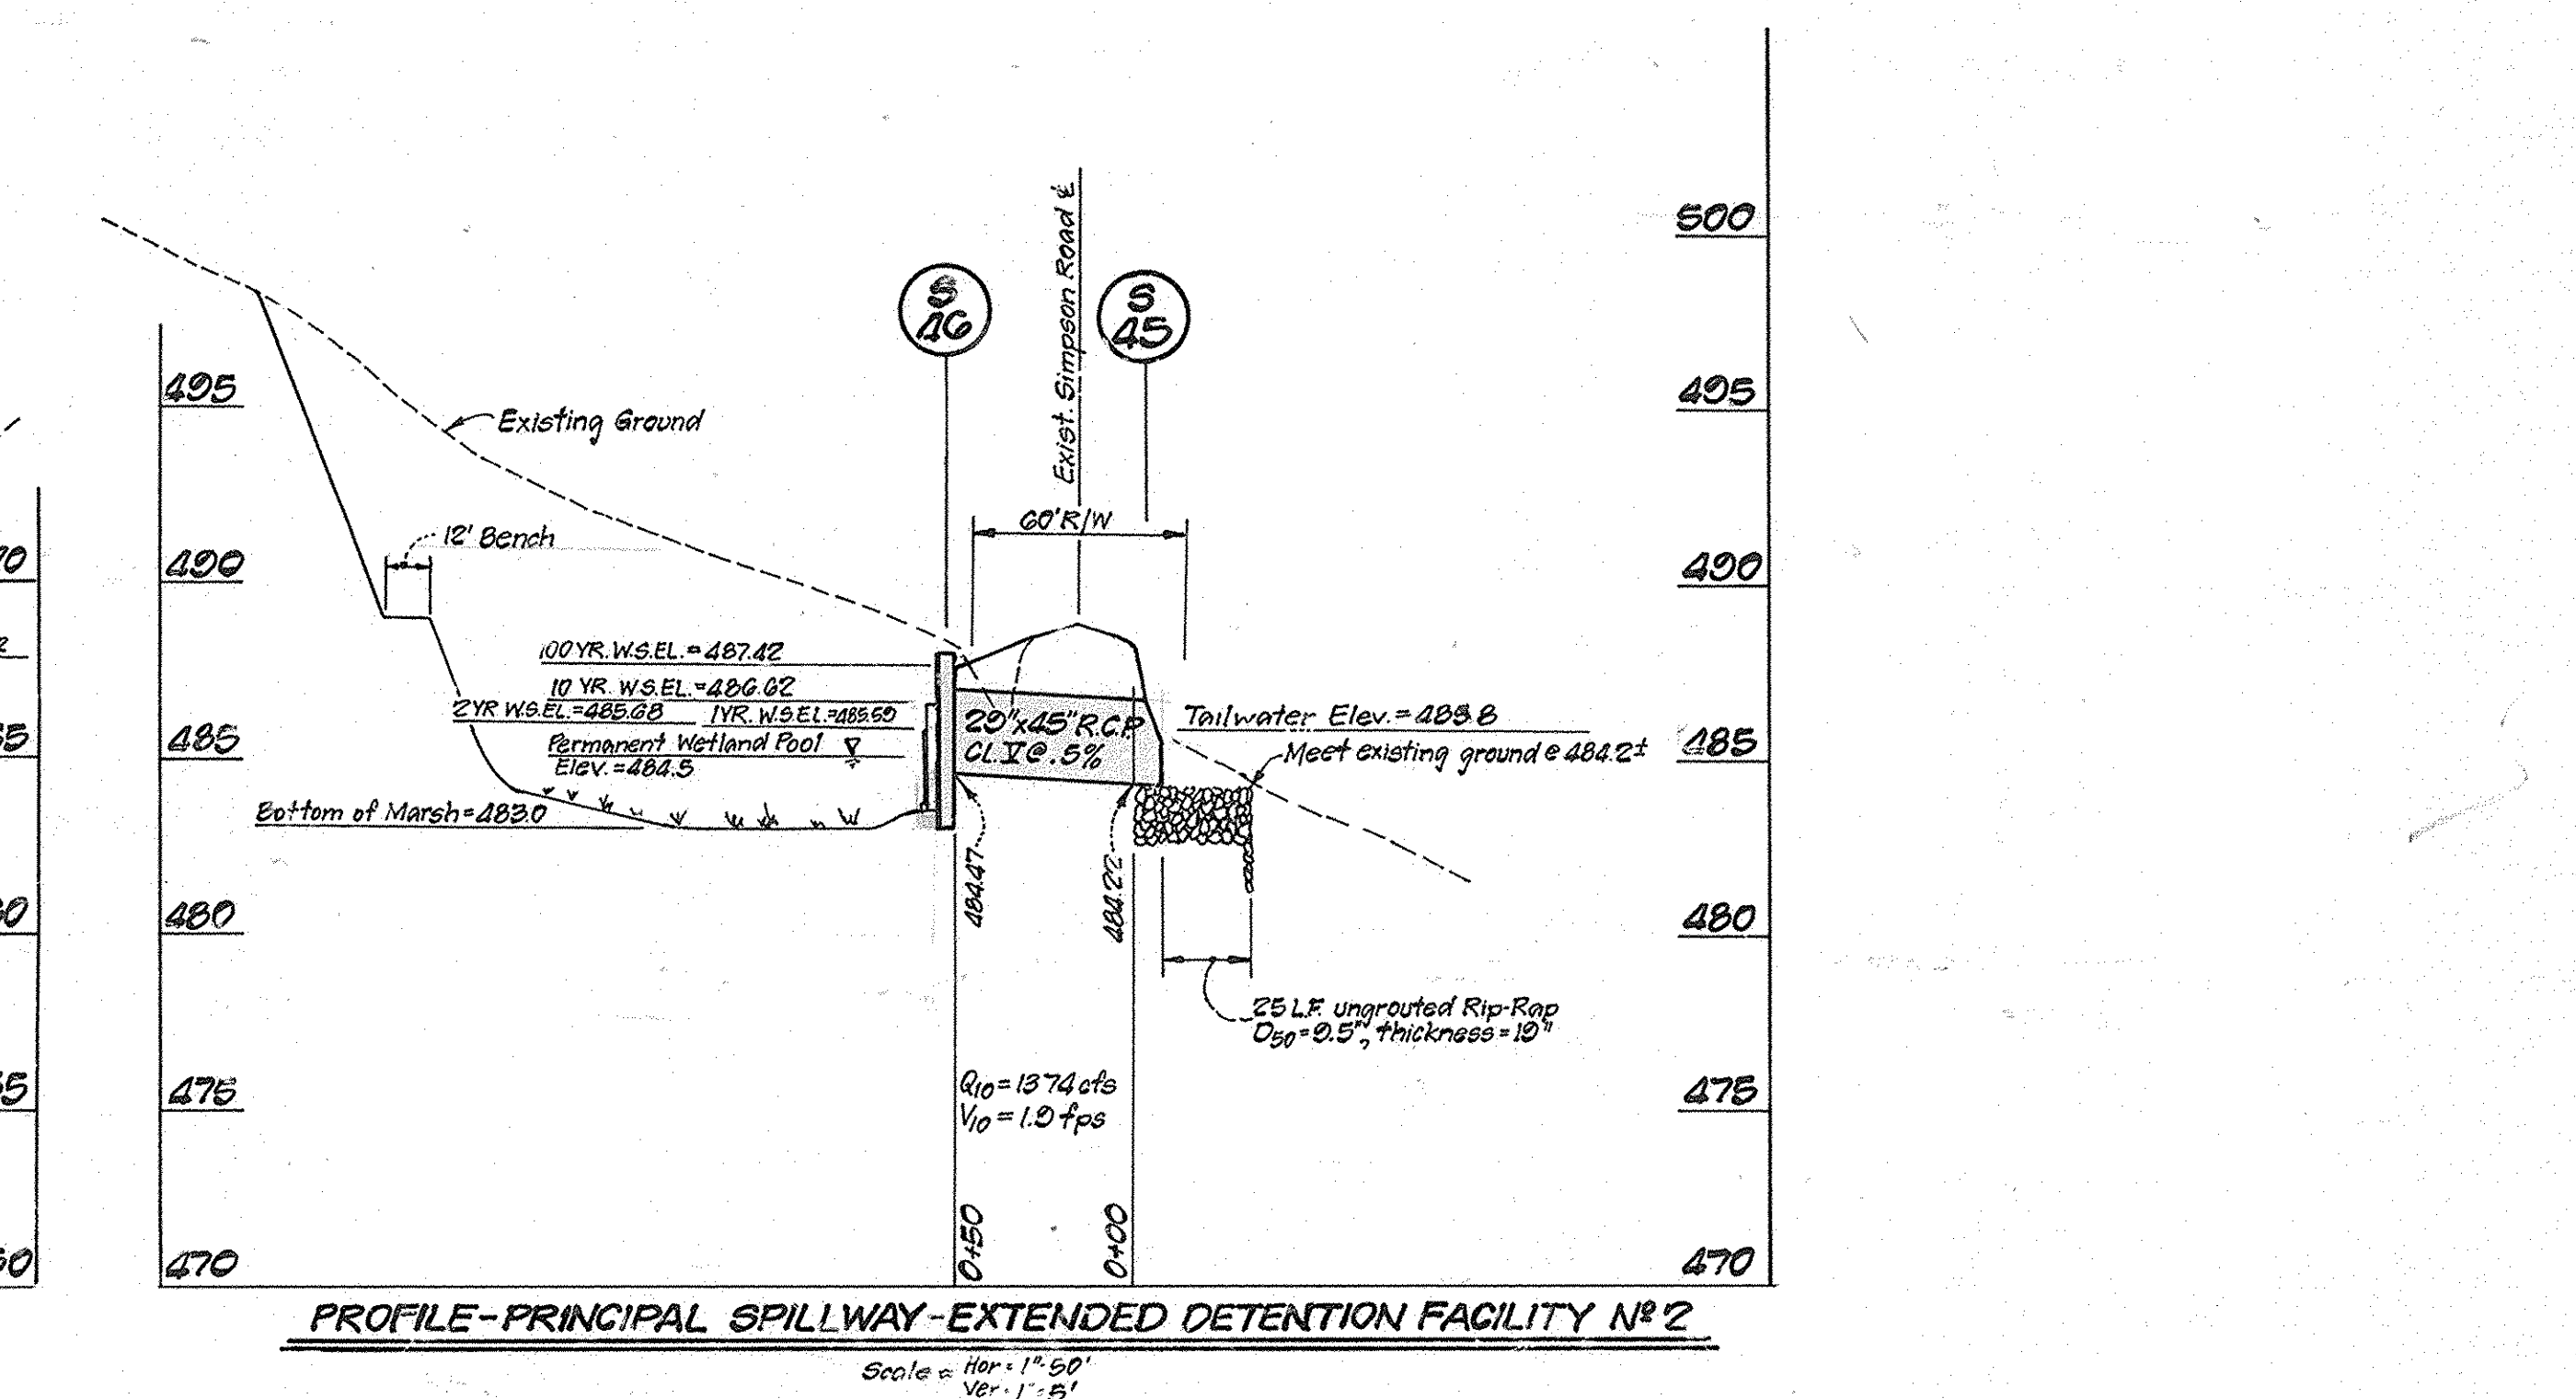 500
495
490
485
480
475
470
S
46
Exist. Simpson Road ℄
S
45
495
490
485
480
475
470
Existing Ground
12' Bench
60' R/W
100 YR. W.S.EL. = 487.42
10 YR. W.S.EL. = 486.62
2 YR W.S.EL. = 485.68
1 YR. W.S.EL. = 485.59
Permanent Wetland Pool
Elev. = 484.5
Bottom of Marsh = 483.0
29"x45" R.C.P.
CL. V @ .5%
Tailwater Elev. =
Meet existing ground @ 484.2±
484.47
484.22
25 L.F. ungrouted Rip-Rap
D50 = 9.5", thickness = 19"
Q10 = 13.74 cfs
V10 = 1.9 fps
0+50
0+00
PROFILE-PRINCIPAL SPILLWAY-EXTENDED DETENTION FACILITY Nº 2
Scale = Hor = 1"=50'
Ver = 1"=5'